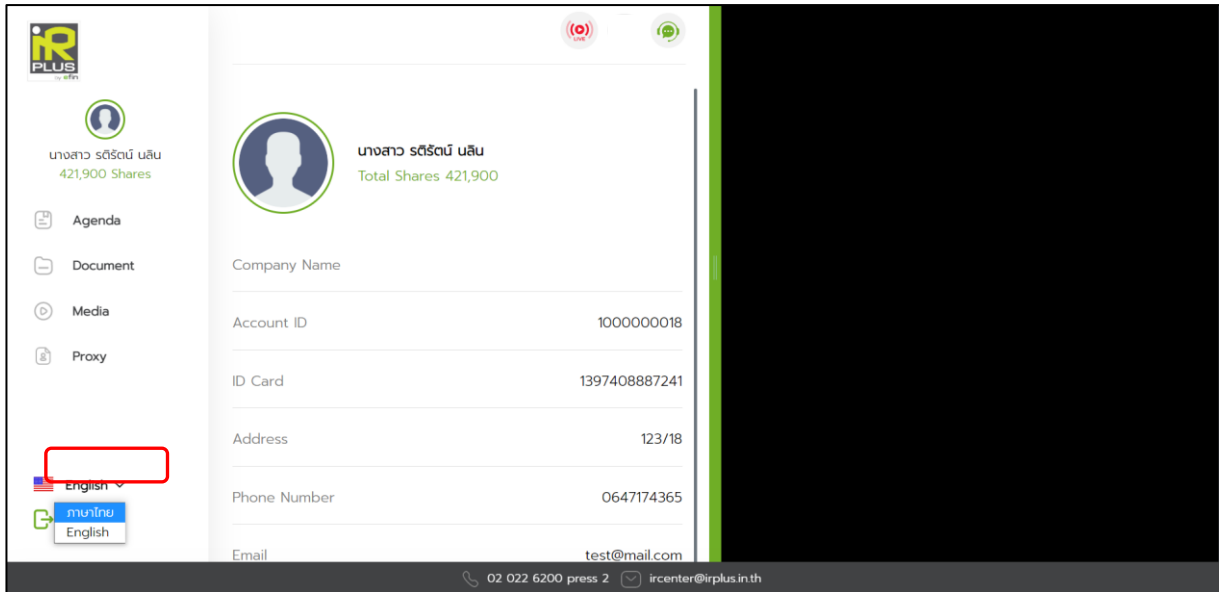 iR
PLUS
by efin
นางสาว รติรัตน์ นลิน
421,900 Shares
Agenda
Document
Media
Proxy
English
ภาษาไทย
English
LIVE
นางสาว รติรัตน์ นลิน
Total Shares 421,900
Company Name
Account ID 1000000018
ID Card 1397408887241
Address 123/18
Phone Number 0647174365
Email test@mail.com
02 022 6200 press 2 ircenter@irplus.in.th